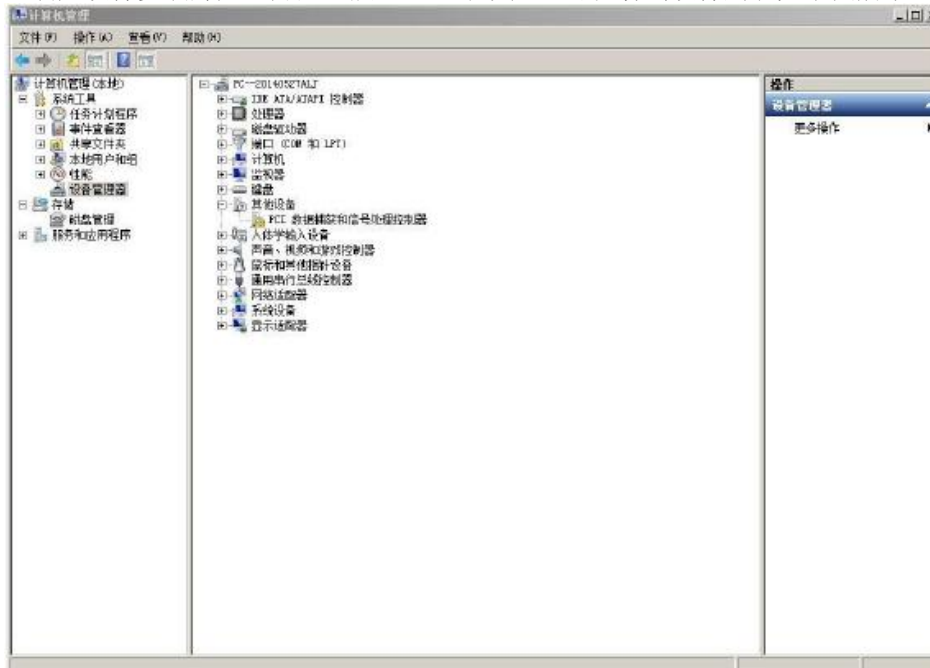 计算机管理
文件(F) 操作(A) 查看(V) 帮助(H)
计算机管理(本地)
系统工具
任务计划程序
事件查看器
共享文件夹
本地用户和组
性能
设备管理器
存储
磁盘管理
服务和应用程序
PC--20140527ALT
IDE ATA/ATAPI 控制器
处理器
磁盘驱动器
端口 (COM 和 LPT)
计算机
监视器
键盘
其他设备
PCI 数据捕获和信号处理控制器
人体学输入设备
声音、视频和游戏控制器
鼠标和其他指针设备
通用串行总线控制器
网络适配器
系统设备
显示适配器
操作
设备管理器
更多操作